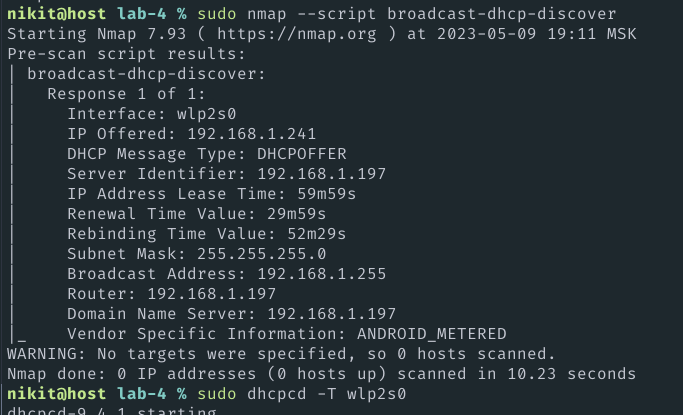 nikit@host lab-4 % sudo nmap --script broadcast-dhcp-discover
Starting Nmap 7.93 ( https://nmap.org ) at 2023-05-09 19:11 MSK
Pre-scan script results:
| broadcast-dhcp-discover:
|   Response 1 of 1:
|     Interface: wlp2s0
|     IP Offered: 192.168.1.241
|     DHCP Message Type: DHCPOFFER
|     Server Identifier: 192.168.1.197
|     IP Address Lease Time: 59m59s
|     Renewal Time Value: 29m59s
|     Rebinding Time Value: 52m29s
|     Subnet Mask: 255.255.255.0
|     Broadcast Address: 192.168.1.255
|     Router: 192.168.1.197
|     Domain Name Server: 192.168.1.197
|_    Vendor Specific Information: ANDROID_METERED
WARNING: No targets were specified, so 0 hosts scanned.
Nmap done: 0 IP addresses (0 hosts up) scanned in 10.23 seconds
nikit@host lab-4 % sudo dhcpcd -T wlp2s0
dhcpcd-9.4.1 starting